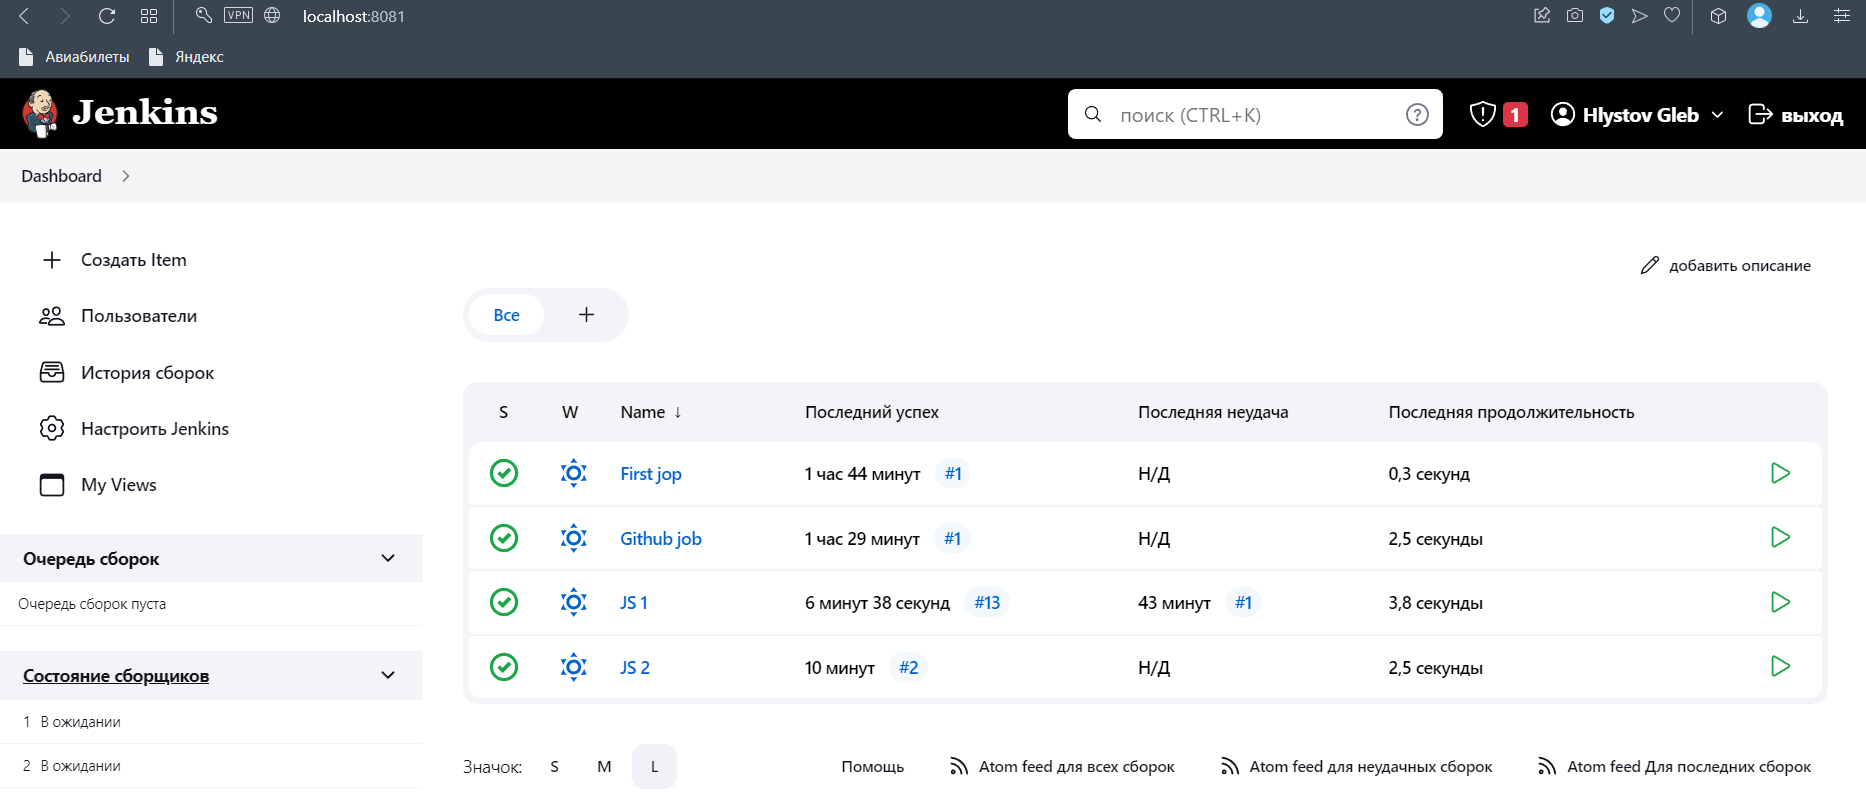 VPN localhost:8081
Авиабилеты Яндекс
Jenkins поиск (CTRL+K) ? 1 Hlystov Gleb выход
Dashboard
Создать Item
Пользователи
История сборок
Настроить Jenkins
My Views
Очередь сборок
Очередь сборок пуста
Состояние сборщиков
1 В ожидании
2 В ожидании
добавить описание
Все +
S W Name ↓ Последний успех Последняя неудача Последняя продолжительность
First jop 1 час 44 минут #1 Н/Д 0,3 секунд
Github job 1 час 29 минут #1 Н/Д 2,5 секунды
JS 1 6 минут 38 секунд #13 43 минут #1 3,8 секунды
JS 2 10 минут #2 Н/Д 2,5 секунды
Значок: S M L Помощь Atom feed для всех сборок Atom feed для неудачных сборок Atom feed Для последних сборок